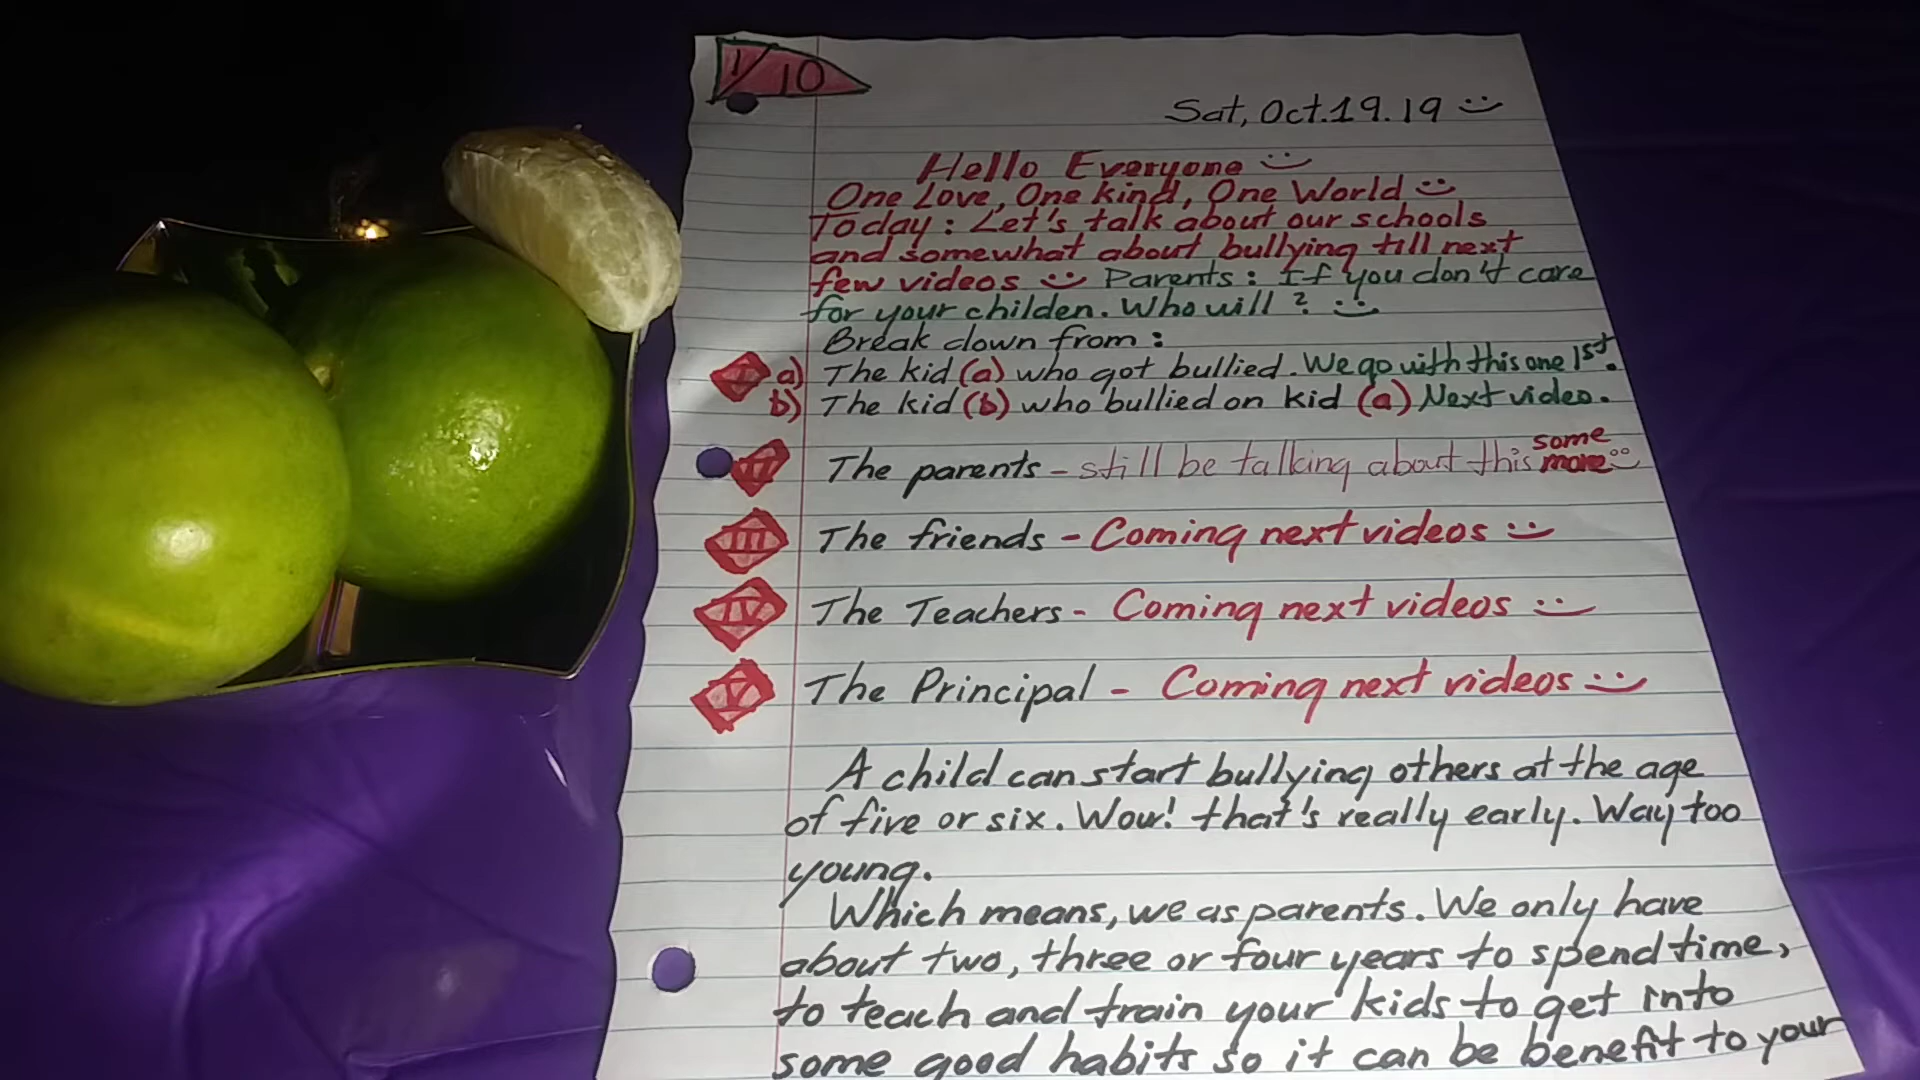 1/10
Sat, Oct.19.19
Hello Everyone
One Love, One kind, One World
Today: Let's talk about our schools
and somewhat about bullying till next
few videos Parents: If you don't care
for your childen. Who will?
Break down from:
I a) The kid (a) who got bullied. We go with this one 1st.
b) The kid (b) who bullied on kid (a) Next video.
II The parents - still be talking about this some more
III The friends - Coming next videos
IV The Teachers - Coming next videos
V The Principal - Coming next videos
A child can start bullying others at the age
of five or six. Wow! that's really early. Way too
young.
Which means, we as parents. We only have
about two, three or four years to spend time,
to teach and train your kids to get into
some good habits so it can be benefit to your